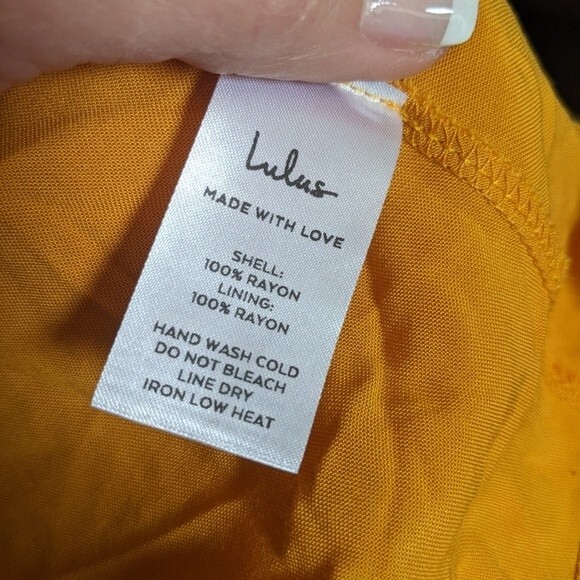 Lulus
MADE WITH LOVE
SHELL:
100% RAYON
LINING:
100% RAYON
HAND WASH COLD
DO NOT BLEACH
LINE DRY
IRON LOW HEAT